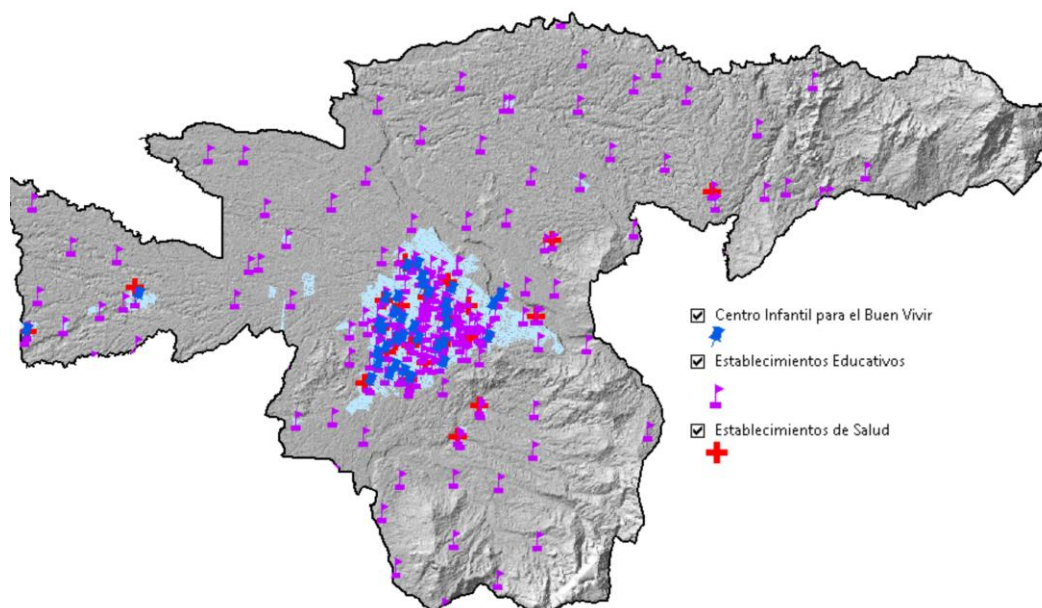 Centro Infantil para el Buen Vivir
Establecimientos Educativos
Establecimientos de Salud